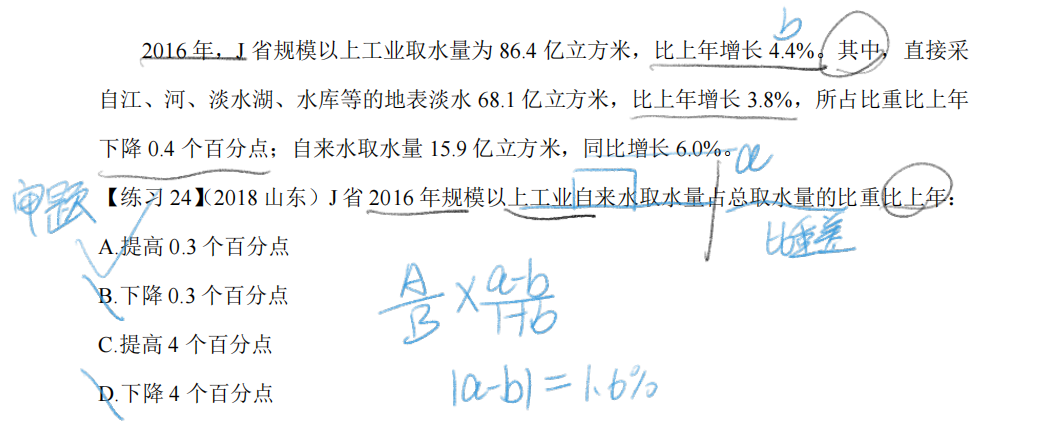 b
2016 年，J 省规模以上工业取水量为 86.4 亿立方米，比上年增长 4.4%。其中，直接采
自江、河、淡水湖、水库等的地表淡水 68.1 亿立方米，比上年增长 3.8%，所占比重比上年
下降 0.4 个百分点；自来水取水量 15.9 亿立方米，同比增长 6.0%。
a
审题
【练习 24】（2018 山东）J 省 2016 年规模以上工业自来水取水量占总取水量的比重比上年：
比重差
A.提高 0.3 个百分点
B.下降 0.3 个百分点
A/B × a-b/1+b
C.提高 4 个百分点
D.下降 4 个百分点
|a-b| = 1.6%